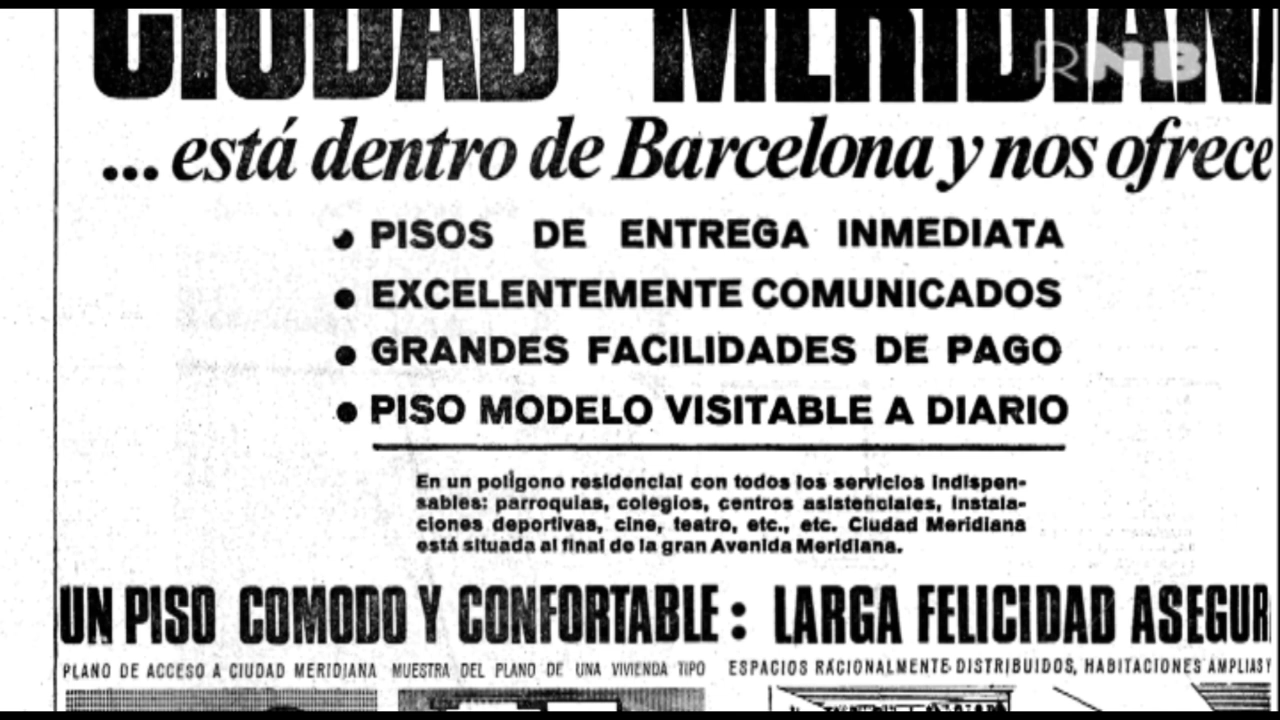 CIUDAD MERIDIAN
RNB
... está dentro de Barcelona y nos ofrece
• PISOS DE ENTREGA INMEDIATA
• EXCELENTEMENTE COMUNICADOS
• GRANDES FACILIDADES DE PAGO
• PISO MODELO VISITABLE A DIARIO
En un polígono residencial con todos los servicios indispen-
sables: parroquias, colegios, centros asistenciales, instala-
ciones deportivas, cine, teatro, etc., etc. Ciudad Meridiana
está situada al final de la gran Avenida Meridiana.
UN PISO COMODO Y CONFORTABLE: LARGA FELICIDAD ASEGUR
PLANO DE ACCESO A CIUDAD MERIDIANA MUESTRA DEL PLANO DE UNA VIVIENDA TIPO ESPACIOS RACIONALMENTE DISTRIBUIDOS, HABITACIONES AMPLIAS Y